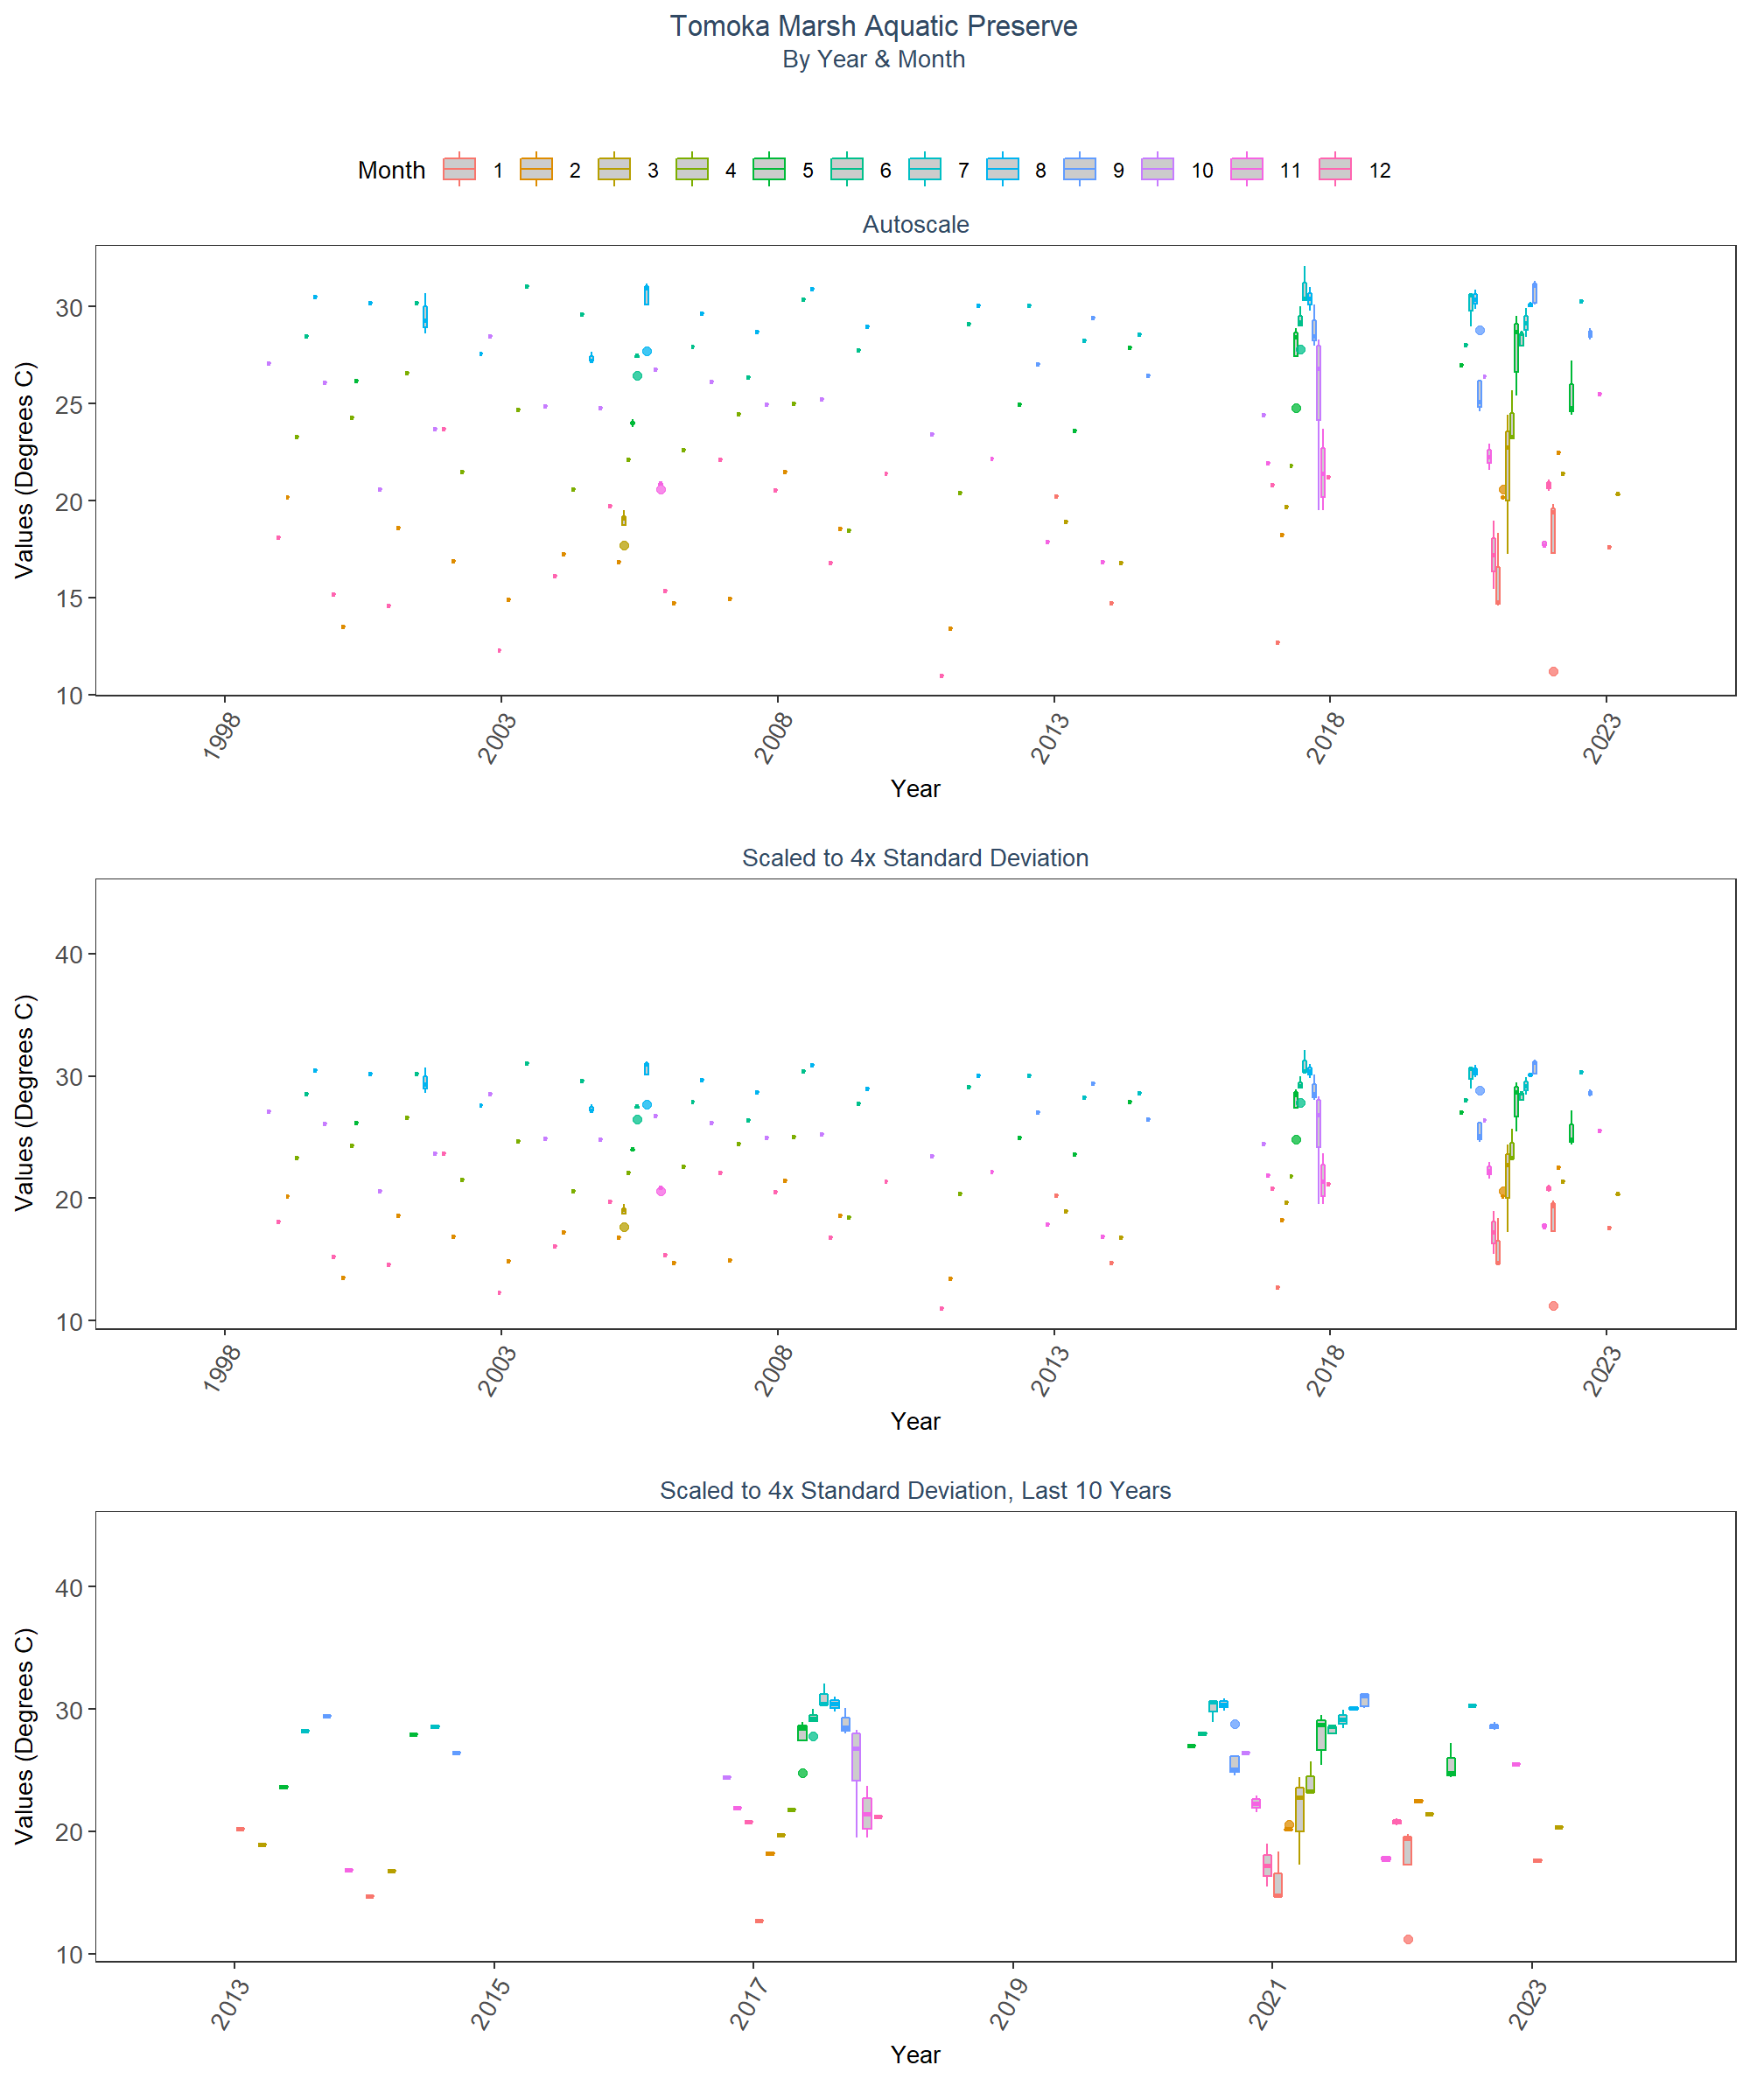 Tomoka Marsh Aquatic Preserve
By Year & Month
Month 1 2 3 4 5 6 7 8 9 10 11 12
Autoscale
Values (Degrees C)
30
25
20
15
10
1998 2003 2008 2013 2018 2023
Year
Scaled to 4x Standard Deviation
Values (Degrees C)
40
30
20
10
1998 2003 2008 2013 2018 2023
Year
Scaled to 4x Standard Deviation, Last 10 Years
Values (Degrees C)
40
30
20
10
2013 2015 2017 2019 2021 2023
Year